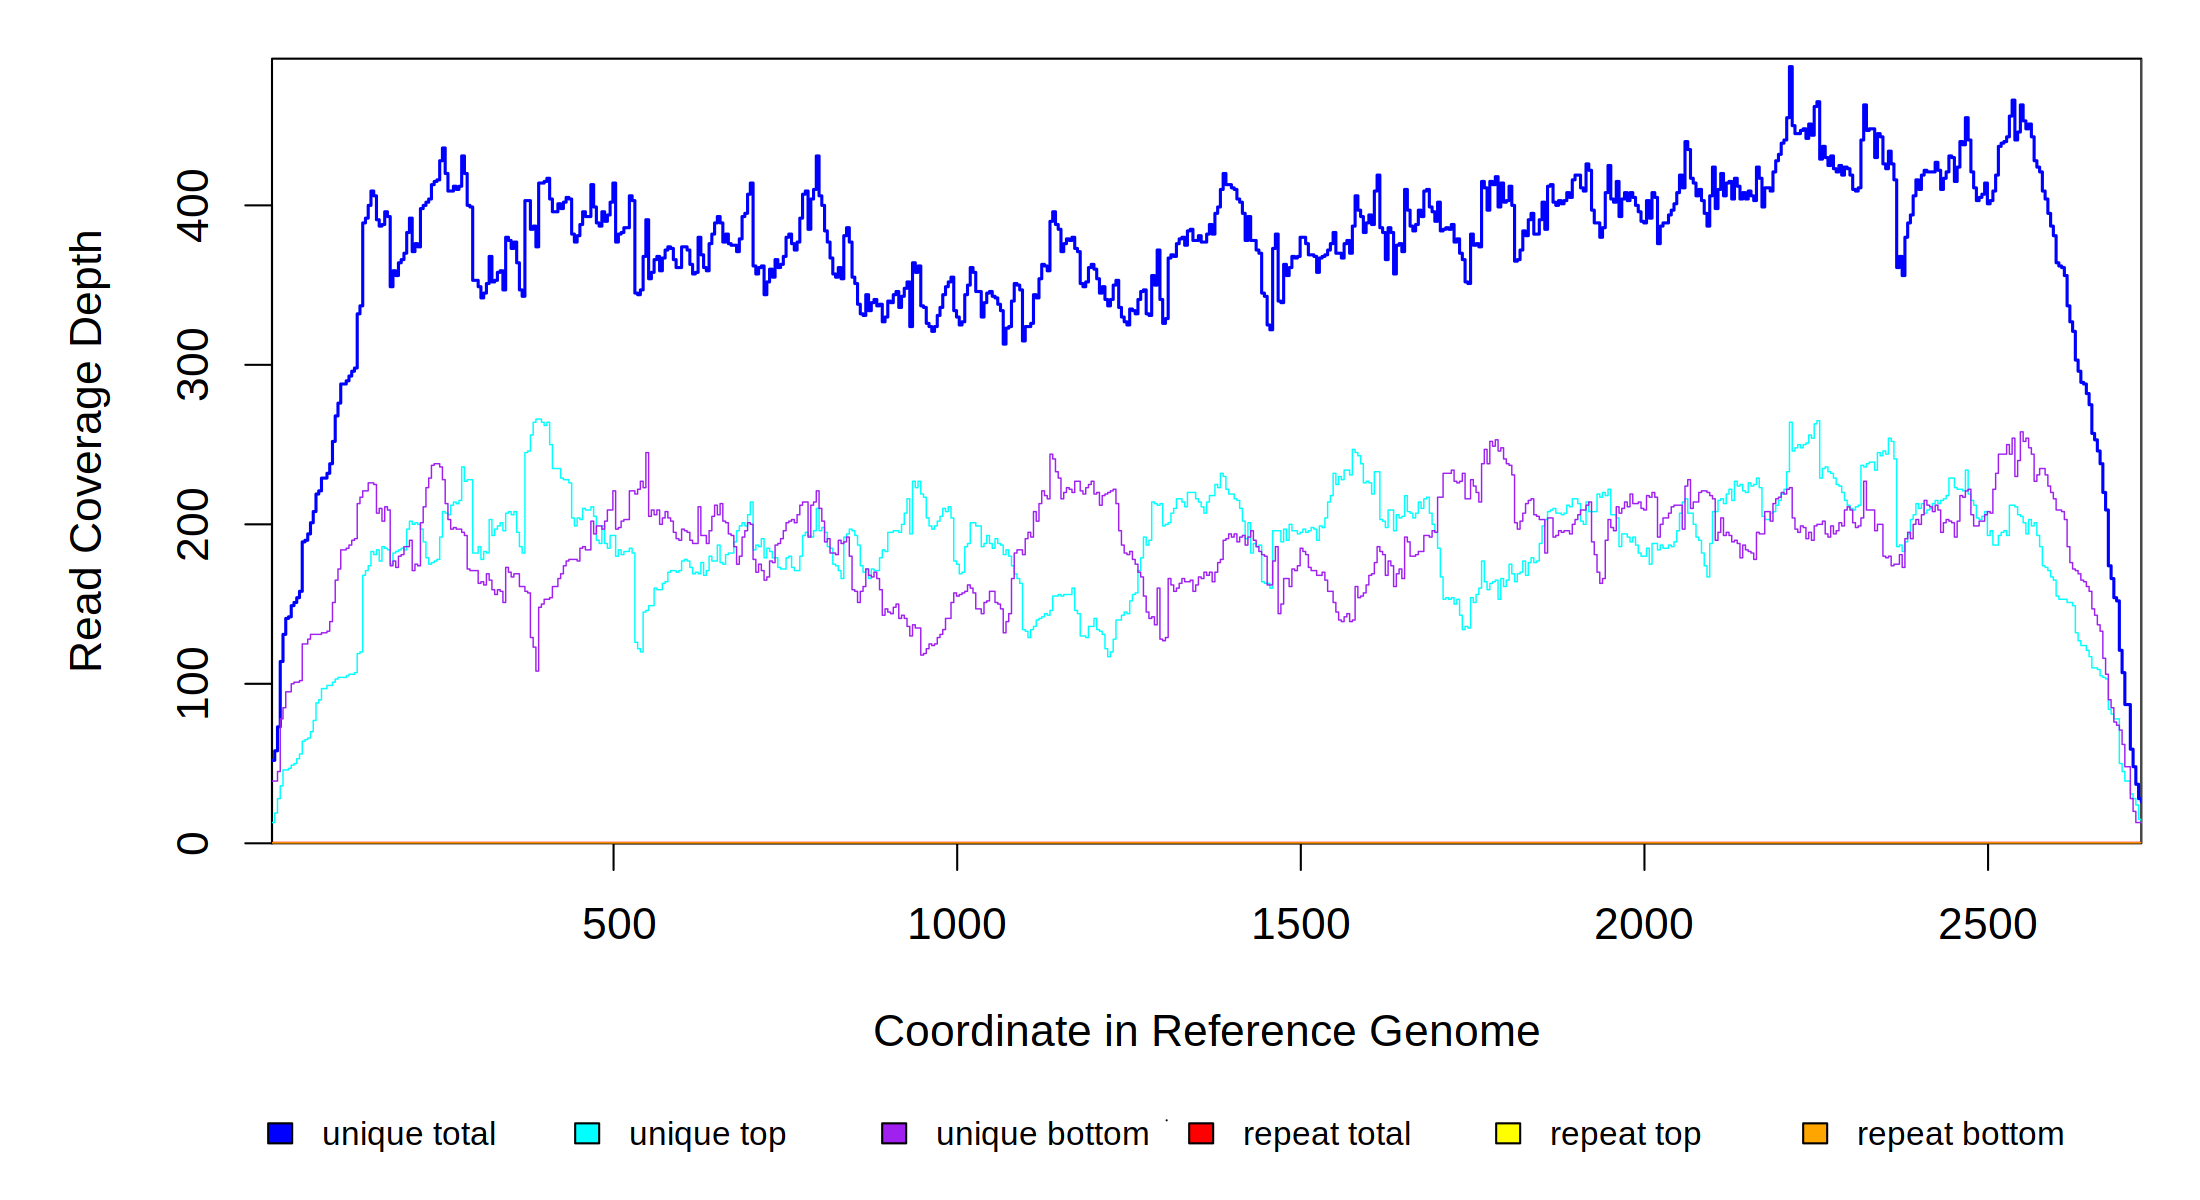 Read Coverage Depth
400
300
200
100
0
500 1000 1500 2000 2500
Coordinate in Reference Genome
unique total unique top unique bottom repeat total repeat top repeat bottom